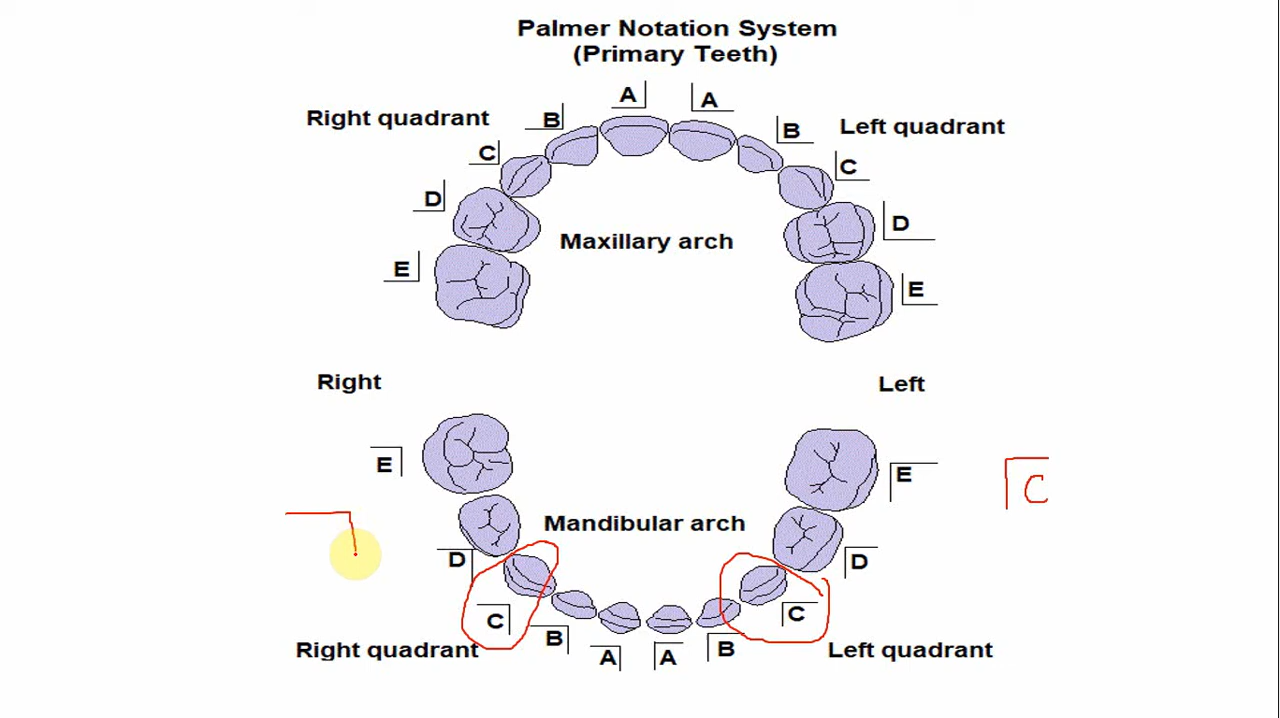 Palmer Notation System
(Primary Teeth)
A A
Right quadrant B B Left quadrant
C C
D D
Maxillary arch
E E
Right Left
E E C
Mandibular arch
D D
C C
B A A B
Right quadrant Left quadrant